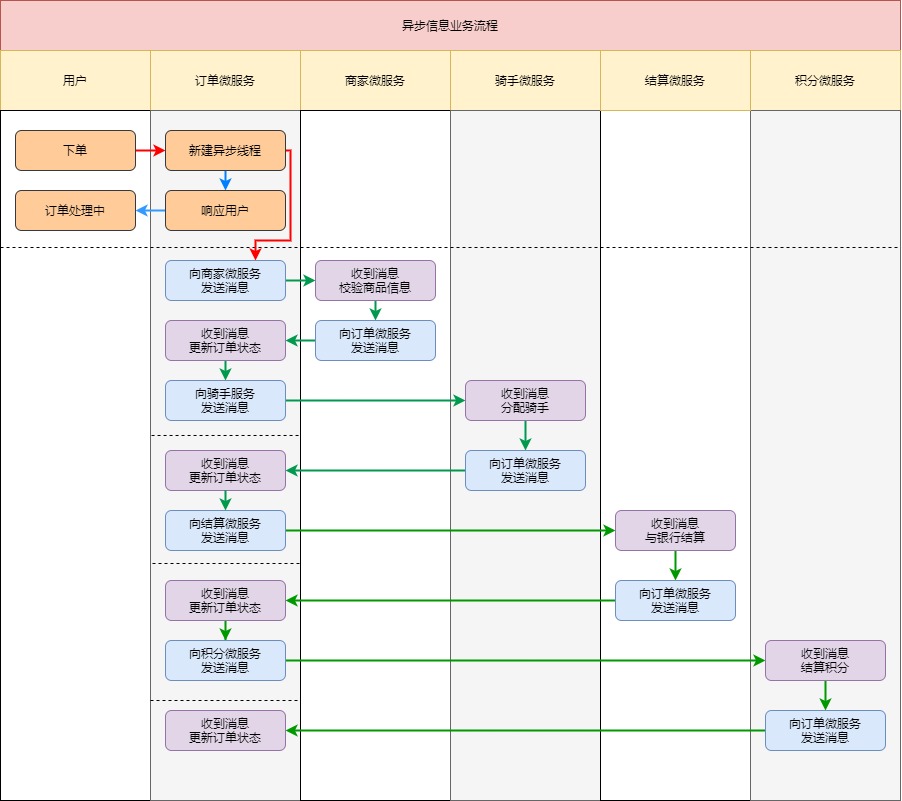 异步信息业务流程
用户
订单微服务
商家微服务
骑手微服务
结算微服务
积分微服务
下单
新建异步线程
订单处理中
响应用户
向商家微服务
发送消息
收到消息
校验商品信息
收到消息
更新订单状态
向订单微服务
发送消息
向骑手服务
发送消息
收到消息
分配骑手
收到消息
更新订单状态
向订单微服务
发送消息
向结算微服务
发送消息
收到消息
与银行结算
收到消息
更新订单状态
向订单微服务
发送消息
向积分微服务
发送消息
收到消息
结算积分
收到消息
更新订单状态
向订单微服务
发送消息